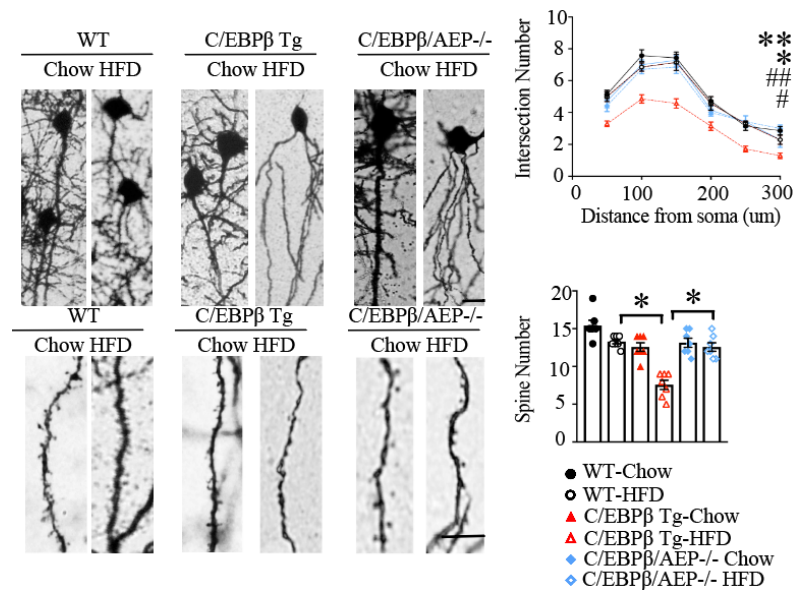 WT C/EBPβ Tg C/EBPβ/AEP-/-
Chow HFD Chow HFD Chow HFD
WT C/EBPβ Tg C/EBPβ/AEP-/-
Chow HFD Chow HFD Chow HFD
Intersection Number
10
8
6
4
2
0
0 100 200 300
Distance from soma (um)
**
*
##
#
Spine Number
20
15
10
5
0
* *
WT-Chow
WT-HFD
C/EBPβ Tg-Chow
C/EBPβ Tg-HFD
C/EBPβ/AEP-/- Chow
C/EBPβ/AEP-/- HFD